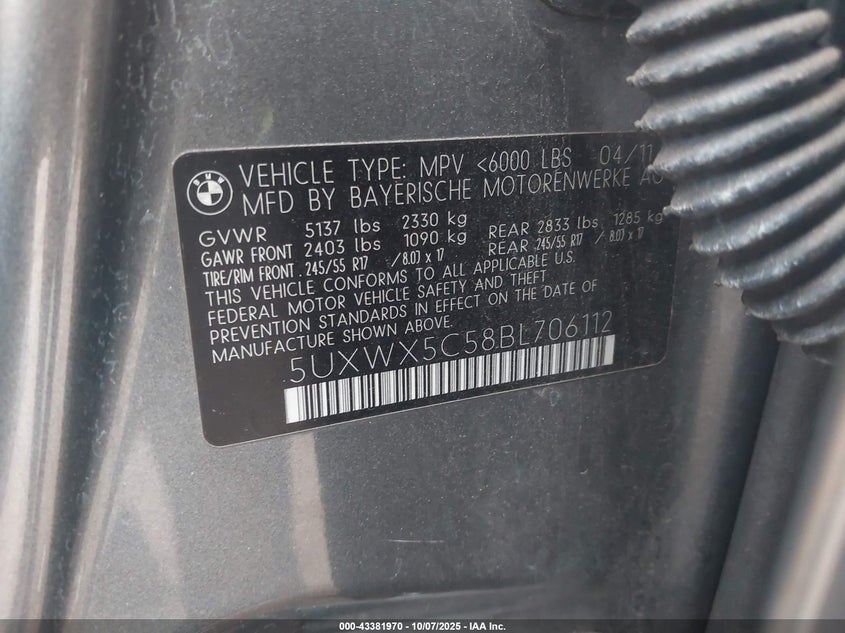 BMW
VEHICLE TYPE: MPV <6000 LBS 04/11
MFD BY BAYERISCHE MOTORENWERKE AG
GVWR 5137 lbs 2330 kg
GAWR FRONT 2403 lbs 1090 kg REAR 2833 lbs 1285 kg
TIRE/RIM FRONT .245/55 R17 /8.0J x 17 REAR .245/55 R17 /8.0J x 17
THIS VEHICLE CONFORMS TO ALL APPLICABLE U.S.
FEDERAL MOTOR VEHICLE SAFETY AND THEFT
PREVENTION STANDARDS IN EFFECT ON THE DATE OF
MANUFACTURE SHOWN ABOVE.
5UXWX5C58BL706112
000-43381970 - 10/07/2025 - IAA Inc.